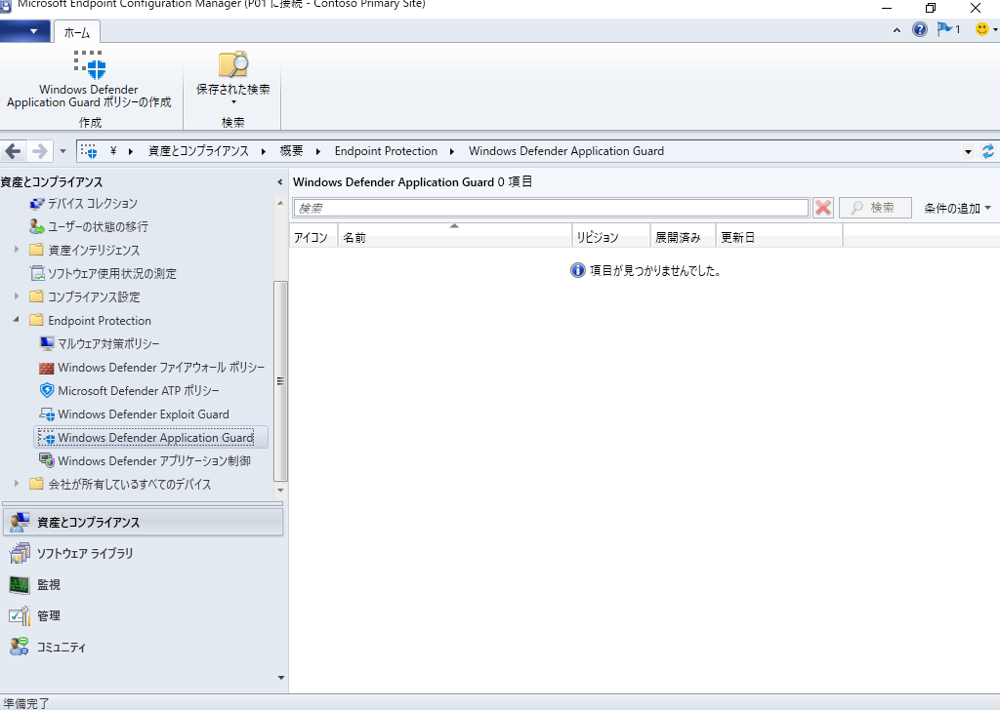 Microsoft Endpoint Configuration Manager (P01 に接続 - Contoso Primary Site)
ホーム
1
Windows Defender
Application Guard ポリシーの作成
作成
保存された検索
検索
¥ 資産とコンプライアンス 概要 Endpoint Protection Windows Defender Application Guard
資産とコンプライアンス
デバイス コレクション
ユーザーの状態の移行
資産インテリジェンス
ソフトウェア使用状況の測定
コンプライアンス設定
Endpoint Protection
マルウェア対策ポリシー
Windows Defender ファイアウォール ポリシー
Microsoft Defender ATP ポリシー
Windows Defender Exploit Guard
Windows Defender Application Guard
Windows Defender アプリケーション制御
会社が所有しているすべてのデバイス
資産とコンプライアンス
ソフトウェア ライブラリ
監視
管理
コミュニティ
Windows Defender Application Guard 0 項目
検索
検索
条件の追加
アイコン 名前 リビジョン 展開済み 更新日
項目が見つかりませんでした。
準備完了